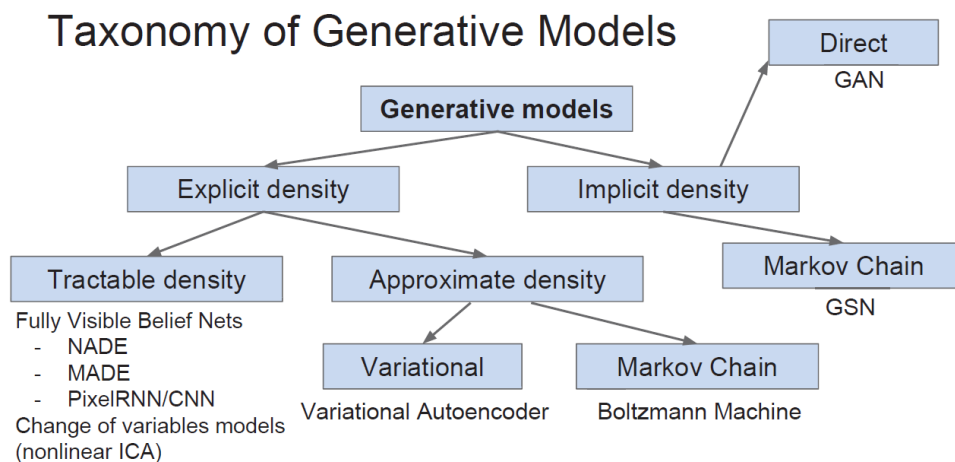 Taxonomy of Generative Models
Direct
GAN
Generative models
Explicit density
Implicit density
Tractable density
Approximate density
Markov Chain
GSN
Fully Visible Belief Nets
- NADE
- MADE
- PixelRNN/CNN
Change of variables models
(nonlinear ICA)
Variational
Variational Autoencoder
Markov Chain
Boltzmann Machine